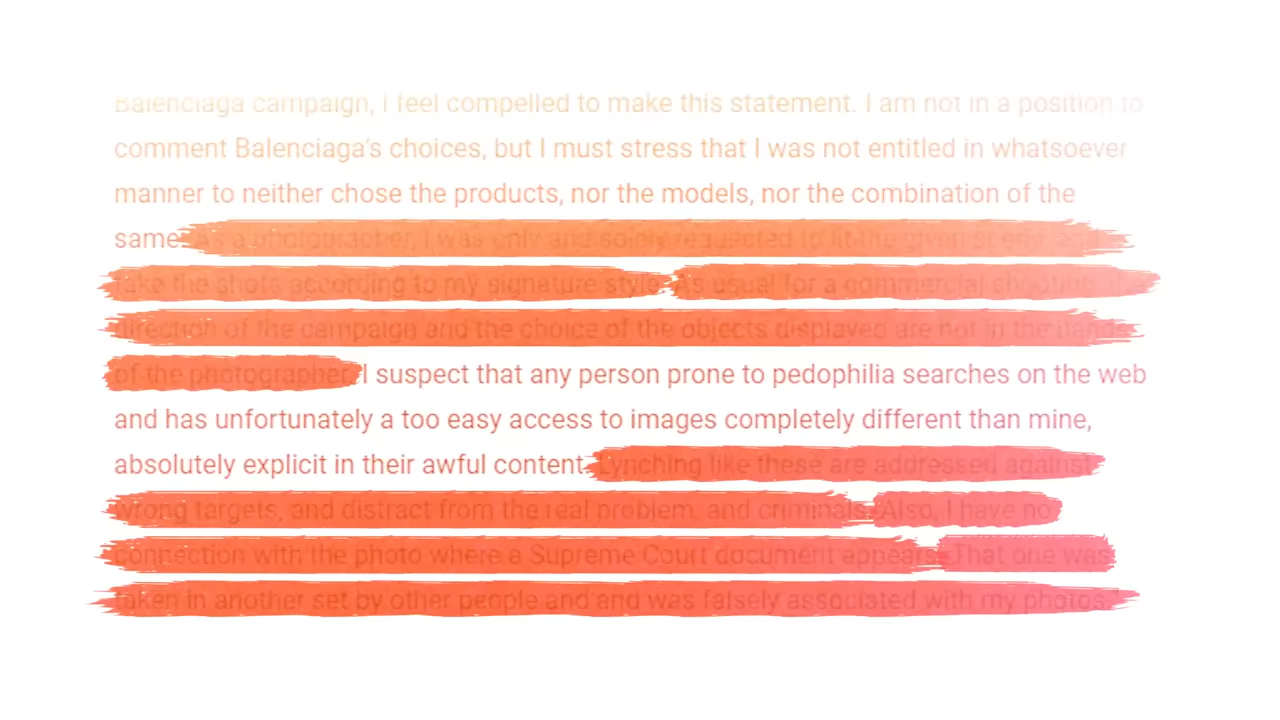 Balenciaga campaign, I feel compelled to make this statement. I am not in a position to
comment Balenciaga's choices, but I must stress that I was not entitled in whatsoever
manner to neither chose the products, nor the models, nor the combination of the
same. As a photographer, I was only and solely requested to lit the given scene, and
take the shots according to my signature style. As usual for a commercial shooting,
direction of the campaign and the choice of the objects displayed are not in the hands
of the photographer. I suspect that any person prone to pedophilia searches on the web
and has unfortunately a too easy access to images completely different than mine,
absolutely explicit in their awful content. Lynching like these are addressed against
wrong targets, and distract from the real problem, and criminals. Also, I have no
connection with the photo where a Supreme Court document appears. That one was
taken in another set by other people and and was falsely associated with my photos."